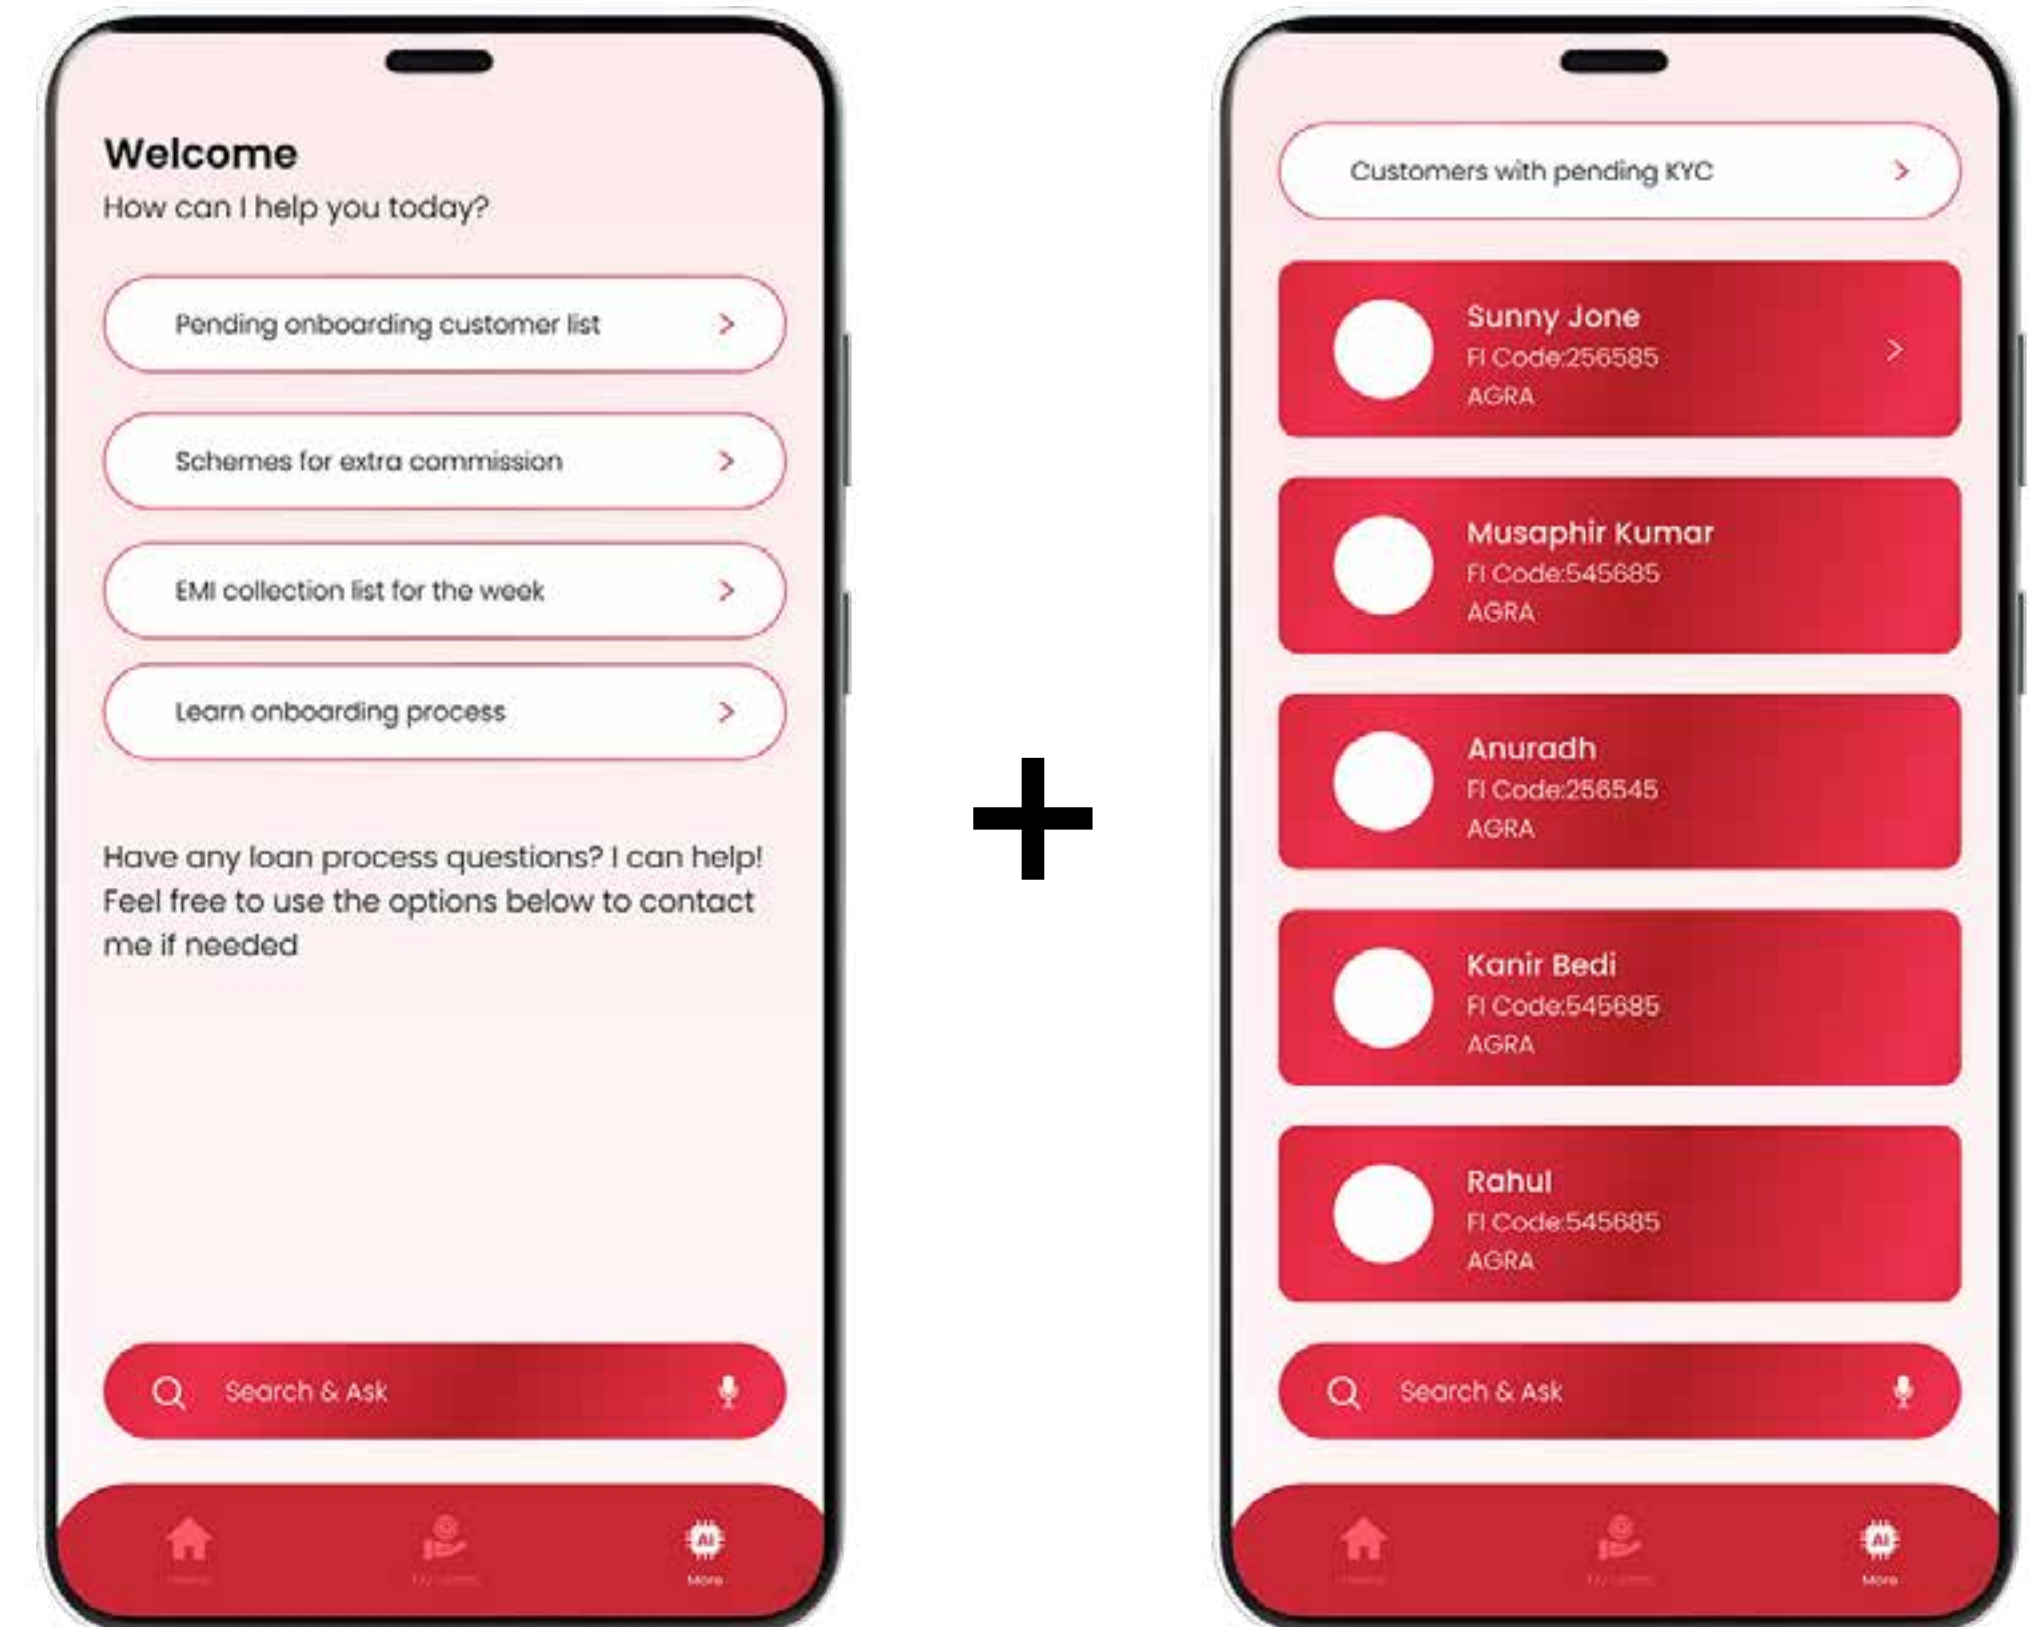 Welcome
How can I help you today?
Pending onboarding customer list
Schemes for extra commission
EMI collection list for the week
Learn onboarding process
Have any loan process questions? I can help!
Feel free to use the options below to contact
me if needed
Search & Ask
AI
More
+
Customers with pending KYC
Sunny Jone
FI Code:256585
AGRA
Musaphir Kumar
FI Code:545685
AGRA
Anuradh
FI Code:256545
AGRA
Kanir Bedi
FI Code:545685
AGRA
Rahul
FI Code:545685
AGRA
Search & Ask
AI
More